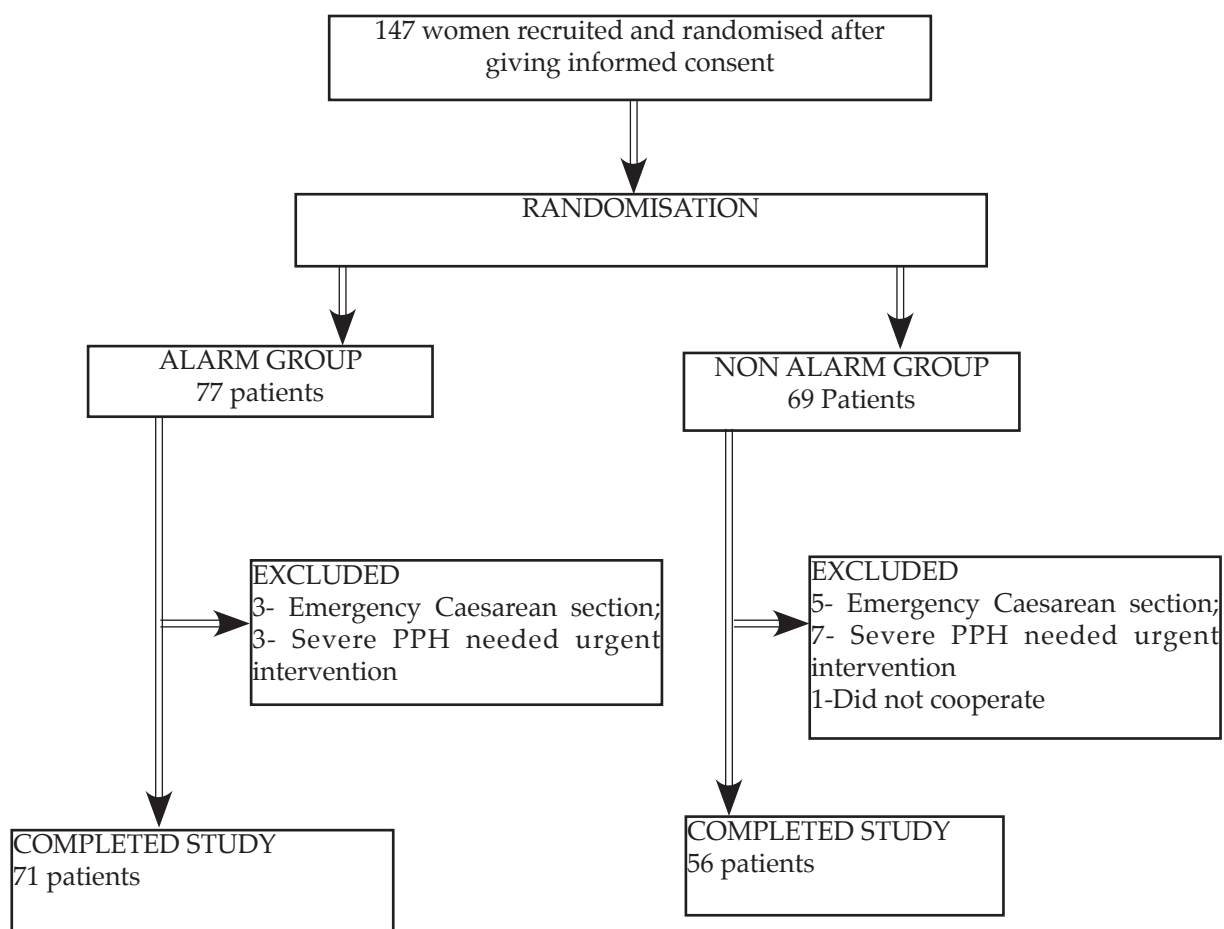 147 women recruited and randomised after
giving informed consent
RANDOMISATION
ALARM GROUP
77 patients
NON ALARM GROUP
69 Patients
EXCLUDED
3- Emergency Caesarean section;
3- Severe PPH needed urgent
intervention
EXCLUDED
5- Emergency Caesarean section;
7- Severe PPH needed urgent
intervention
1-Did not cooperate
COMPLETED STUDY
71 patients
COMPLETED STUDY
56 patients